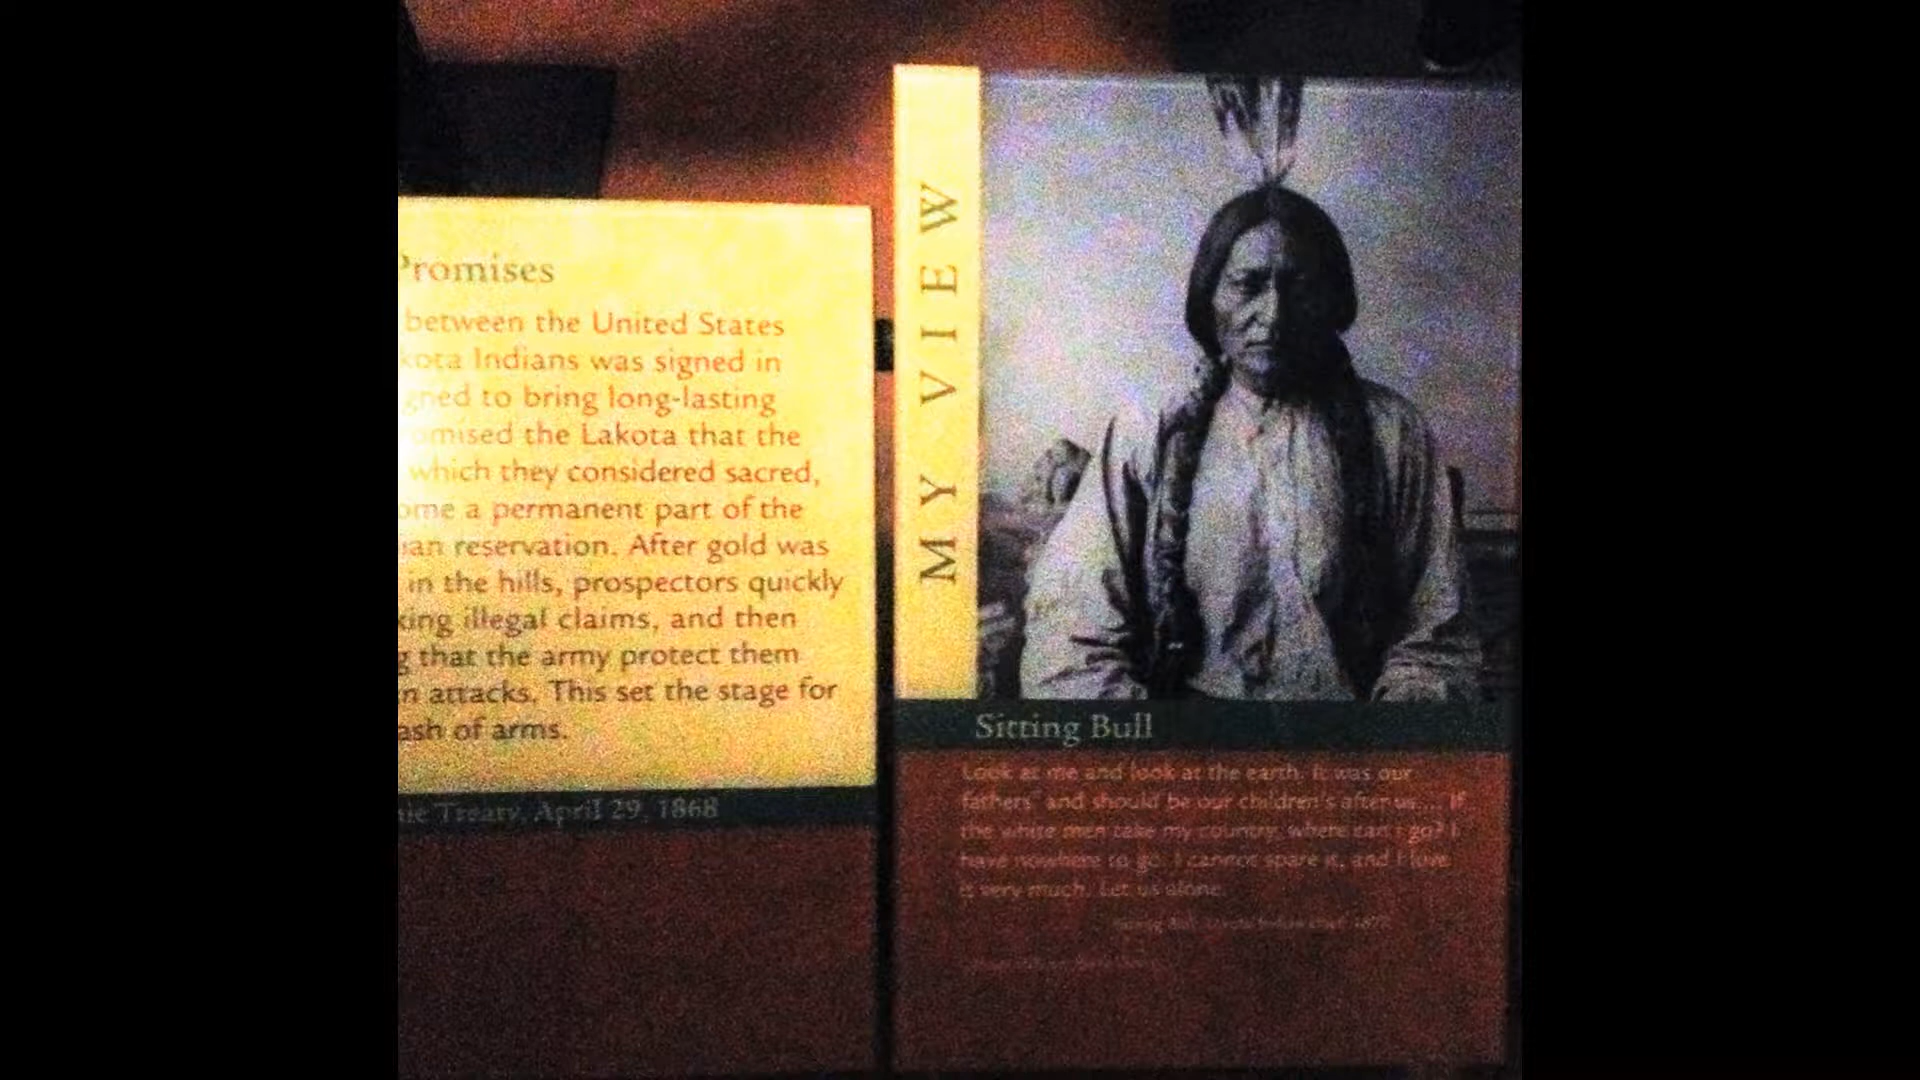 Promises
between the United States
kota Indians was signed in
gned to bring long-lasting
omised the Lakota that the
which they considered sacred,
ome a permanent part of the
ian reservation. After gold was
in the hills, prospectors quickly
king illegal claims, and then
g that the army protect them
n attacks. This set the stage for
ash of arms.
ie Treaty, April 29, 1868
MY VIEW
Sitting Bull
Look at me and look at the earth. It was our
fathers' and should be our children's after us.... If
the white men take my country, where can I go? I
have nowhere to go. I cannot spare it, and I love
it very much. Let us alone.